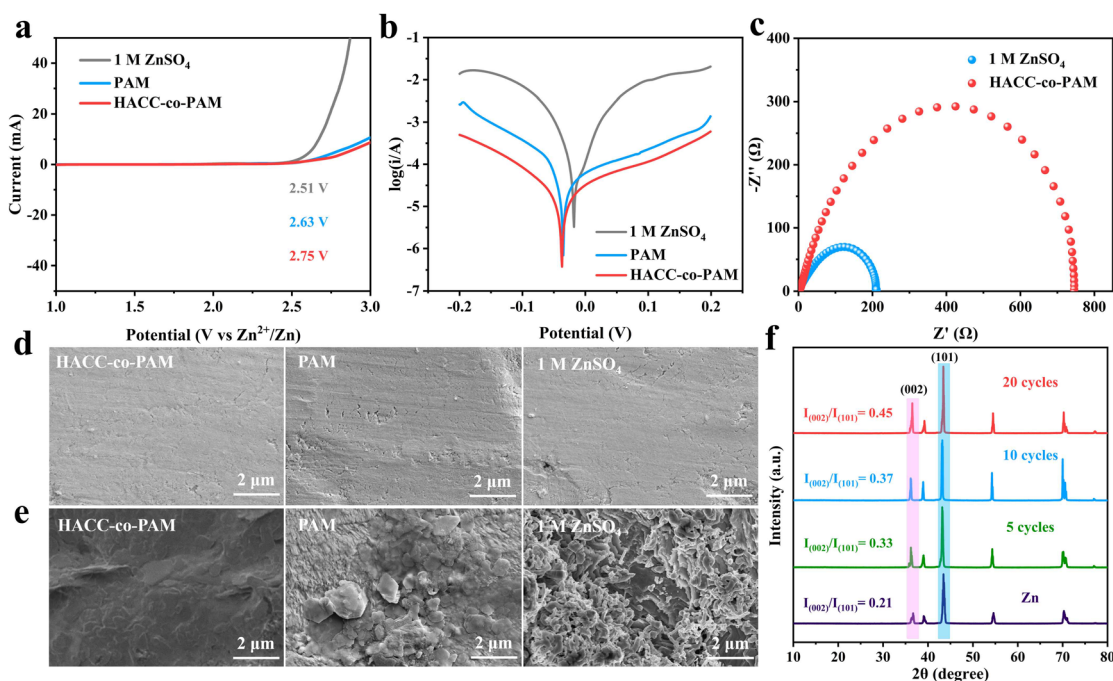 a
40
20
0
-20
-40
Current (mA)
1 M ZnSO₄
PAM
HACC-co-PAM
2.51 V
2.63 V
2.75 V
1.0
1.5
2.0
2.5
3.0
Potential (V vs Zn²⁺/Zn)
b
-1
-2
-3
-4
-5
-6
-7
log(i/A)
1 M ZnSO₄
PAM
HACC-co-PAM
-0.2
-0.1
0.0
0.1
0.2
Potential (V)
c
-400
-300
-200
-100
0
-Z'' (Ω)
1 M ZnSO₄
HACC-co-PAM
0
200
400
600
800
Z' (Ω)
d
HACC-co-PAM
2 μm
PAM
2 μm
1 M ZnSO₄
2 μm
e
HACC-co-PAM
2 μm
PAM
2 μm
1 M ZnSO₄
2 μm
f
(002)
(101)
20 cycles
I(002)/I(101)= 0.45
10 cycles
I(002)/I(101)= 0.37
5 cycles
I(002)/I(101)= 0.33
Zn
I(002)/I(101)= 0.21
Intensity (a.u.)
10
20
30
40
50
60
70
80
2θ (degree)